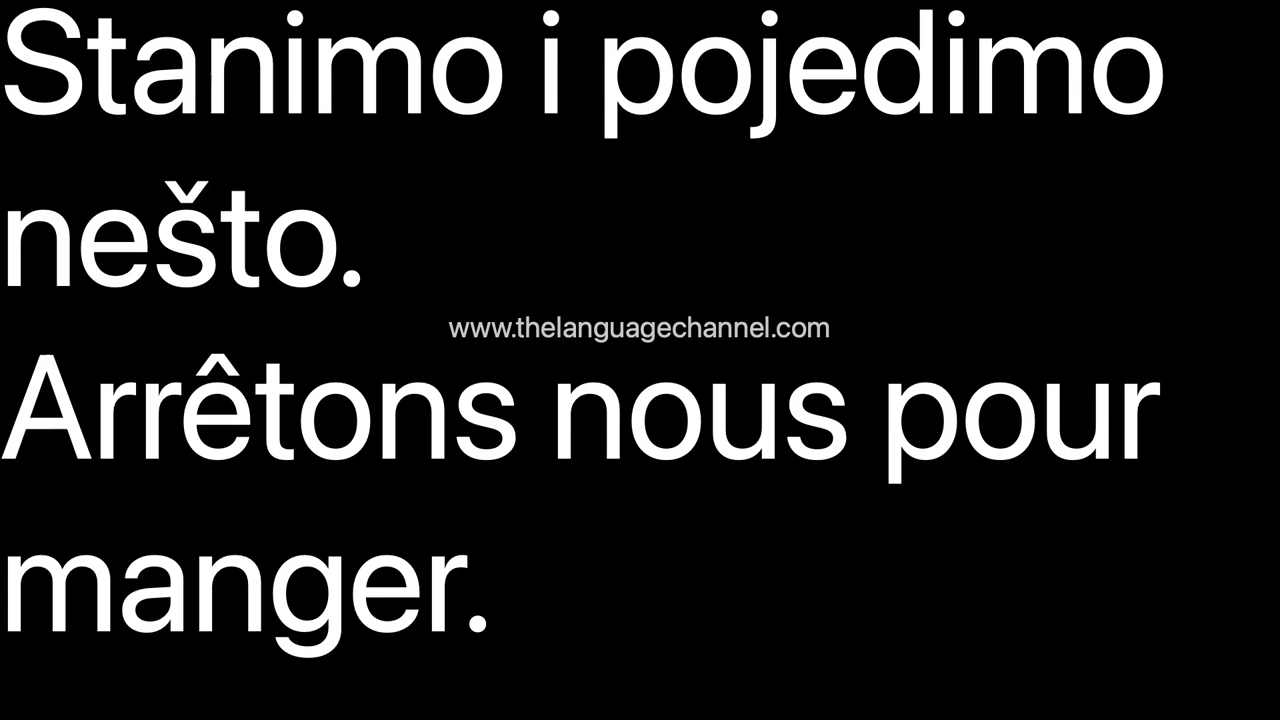 Stanimo i pojedimo
nešto.
www.thelanguagechannel.com
Arrêtons nous pour
manger.